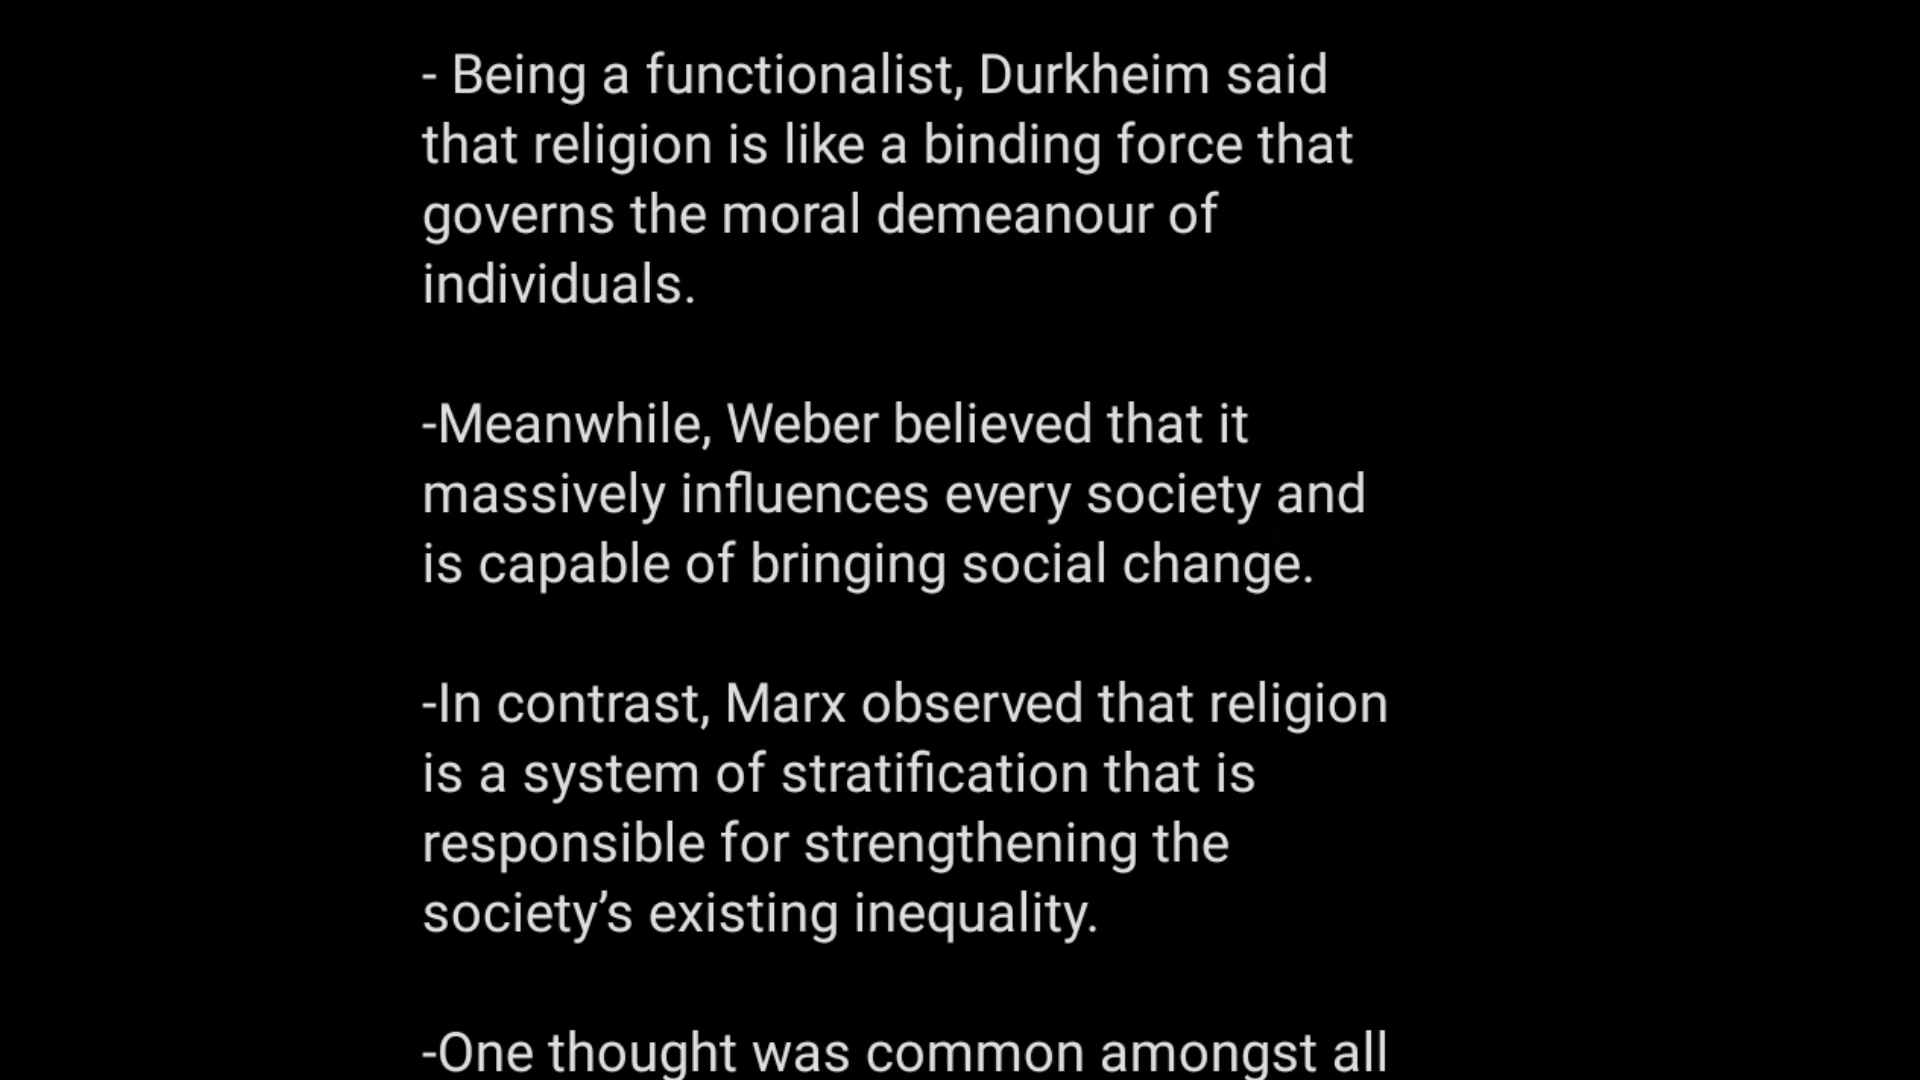 - Being a functionalist, Durkheim said
that religion is like a binding force that
governs the moral demeanour of
individuals.
-Meanwhile, Weber believed that it
massively influences every society and
is capable of bringing social change.
-In contrast, Marx observed that religion
is a system of stratification that is
responsible for strengthening the
society’s existing inequality.
-One thought was common amongst all